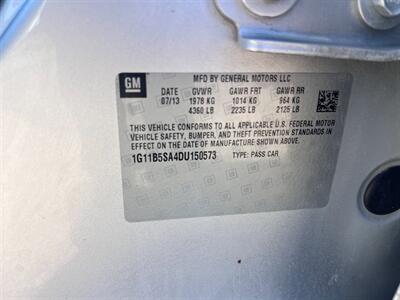 GM
MFD BY GENERAL MOTORS LLC
DATE GVWR GAWR FRT GAWR RR
07/13 1978 KG 1014 KG 964 KG
4360 LB 2235 LB 2125 LB
THIS VEHICLE CONFORMS TO ALL APPLICABLE U.S. FEDERAL MOTOR
VEHICLE SAFETY, BUMPER, AND THEFT PREVENTION STANDARDS IN
EFFECT ON THE DATE OF MANUFACTURE SHOWN ABOVE.
1G11B5SA4DU150573 TYPE: PASS CAR